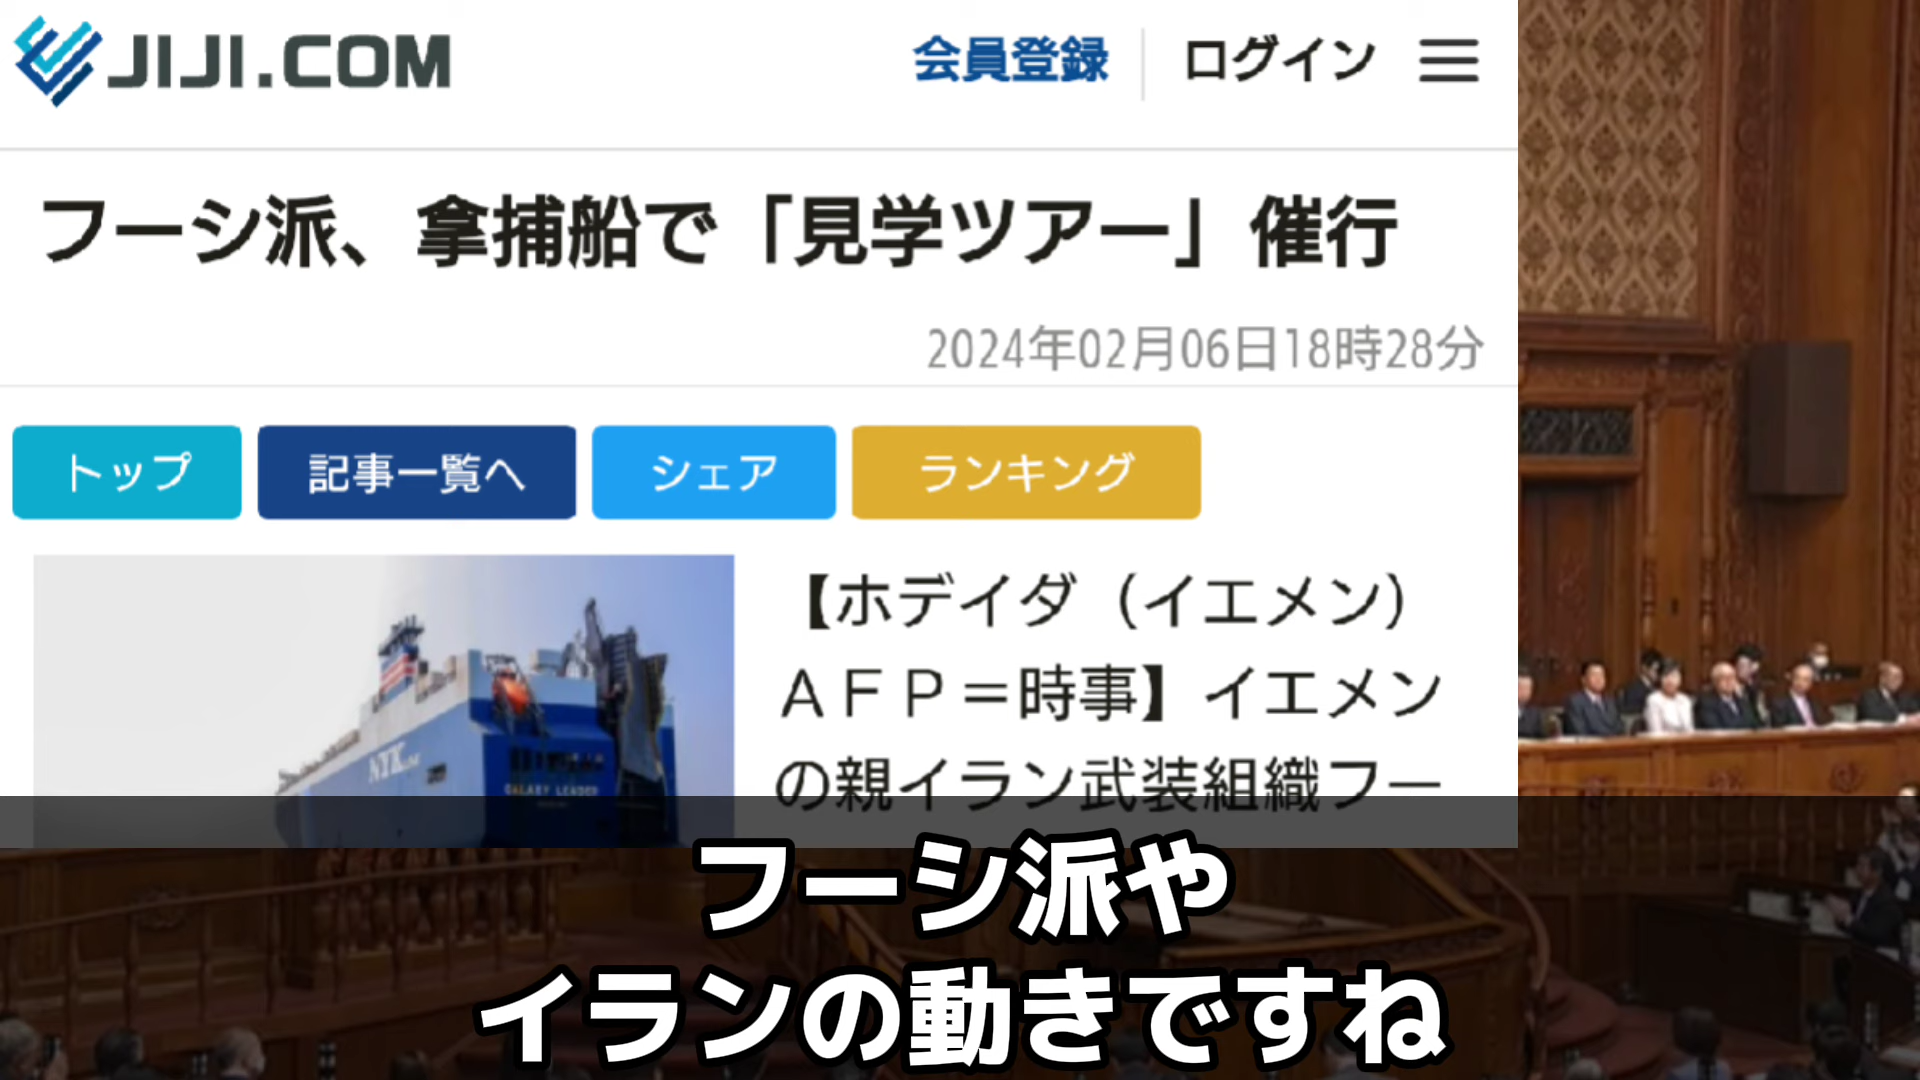 JIJI.COM
会員登録
ログイン
フーシ派、拿捕船で「見学ツアー」催行
2024年02月06日18時28分
トップ
記事一覧へ
シェア
ランキング
【ホデイダ（イエメン）
ＡＦＰ＝時事】イエメン
の親イラン武装組織フー
NYK LINE
GALAXY LEADER
フーシ派や
イランの動きですね